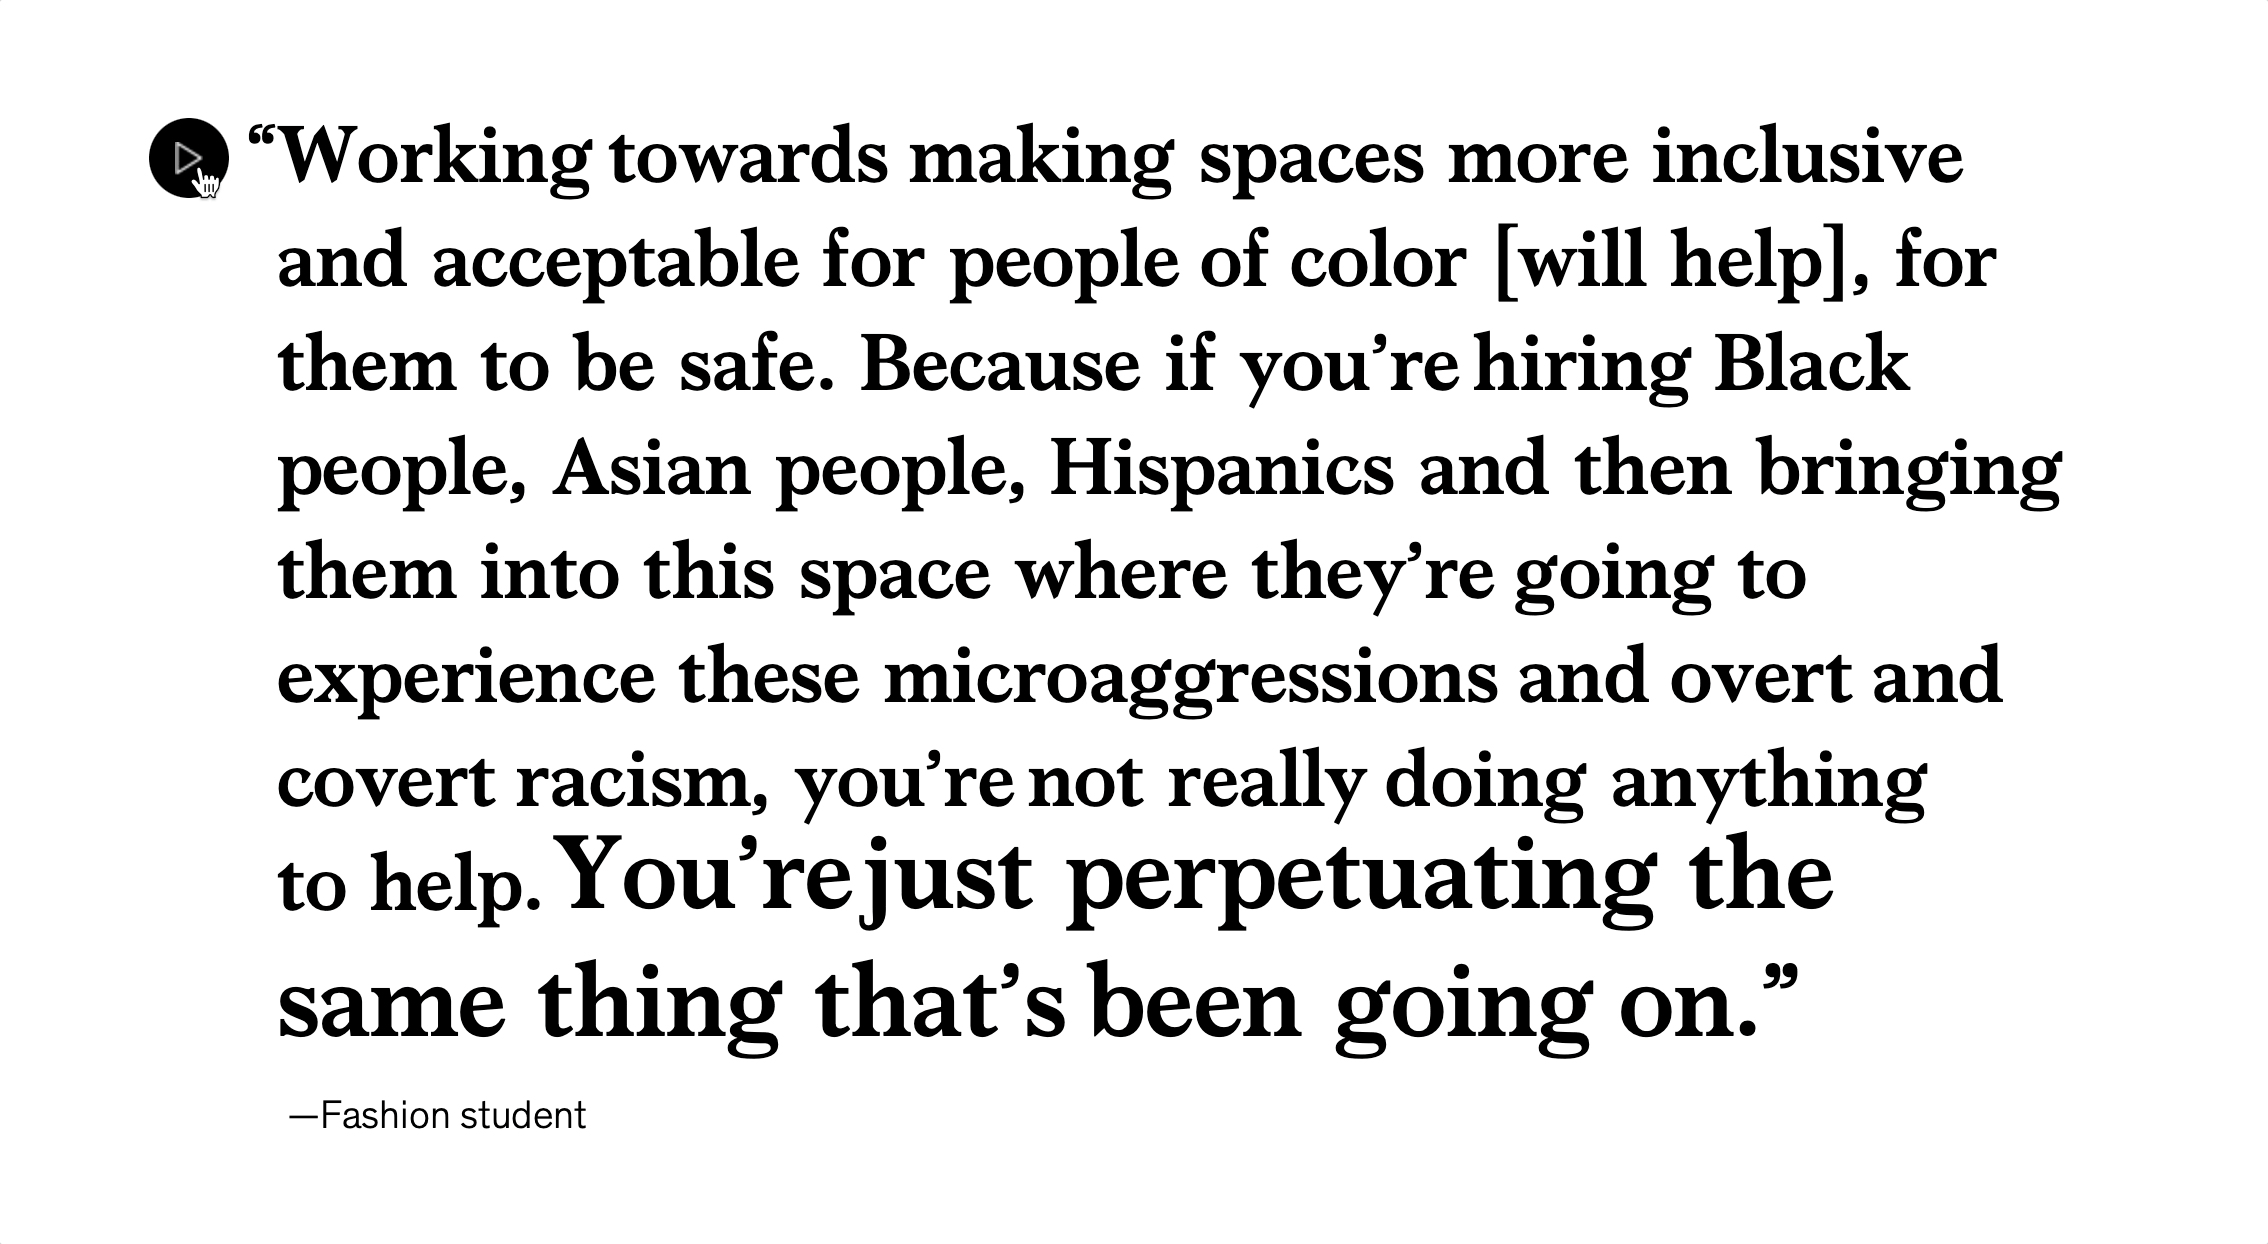 “Working towards making spaces more inclusive
and acceptable for people of color [will help], for
them to be safe. Because if you’re hiring Black
people, Asian people, Hispanics and then bringing
them into this space where they’re going to
experience these microaggressions and overt and
covert racism, you’re not really doing anything
to help. You’re just perpetuating the
same thing that’s been going on.”
—Fashion student